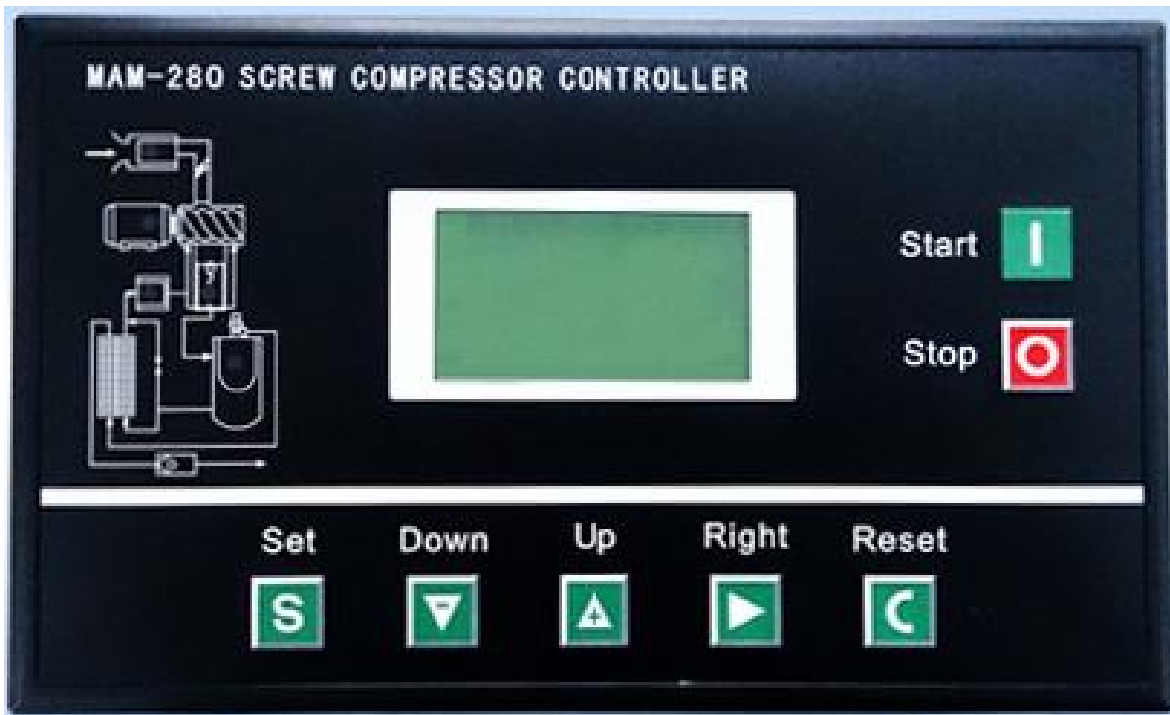 MAM-280 SCREW COMPRESSOR CONTROLLER
Start
Stop
Set Down Up Right Reset
S